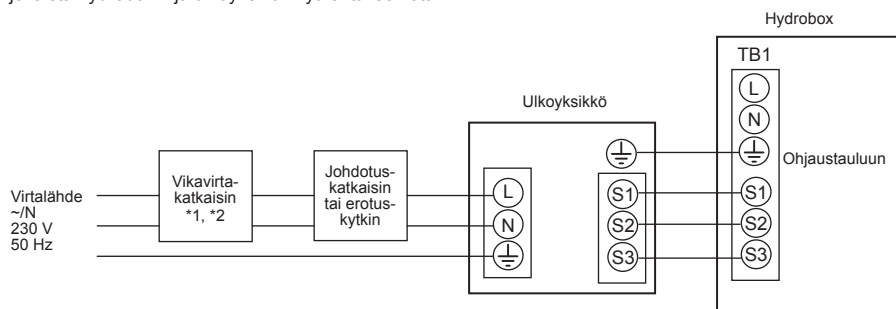 Hydrobox
TB1
L
N
Ohjaustauluun
S1
S2
S3
Ulkoyksikkö
S1
S2
S3
L
N
Johdotus-
katkaisin
tai erotus-
kytkin
Vikavirta-
katkaisin
*1, *2
Virtalähde
~/N
230 V
50 Hz